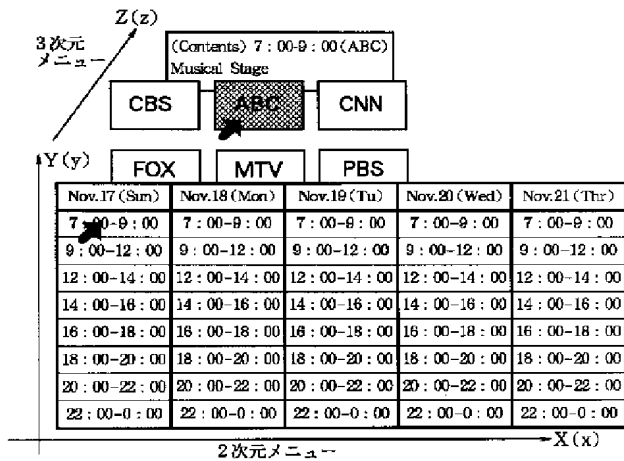 Z(z)
3次元
メニュー
(Contents) 7:00-9:00(ABC)
Musical Stage
CBS ABC CNN
Y(y)
FOX MTV PBS
Nov.17(Sun) Nov.18(Mon) Nov.19(Tu) Nov.20(Wed) Nov.21(Thr)
7:00-9:00 7:00-9:00 7:00-9:00 7:00-9:00 7:00-9:00
9:00-12:00 9:00-12:00 9:00-12:00 9:00-12:00 9:00-12:00
12:00-14:00 12:00-14:00 12:00-14:00 12:00-14:00 12:00-14:00
14:00-16:00 14:00-16:00 14:00-16:00 14:00-16:00 14:00-16:00
16:00-18:00 16:00-18:00 16:00-18:00 16:00-18:00 16:00-18:00
18:00-20:00 18:00-20:00 18:00-20:00 18:00-20:00 18:00-20:00
20:00-22:00 20:00-22:00 20:00-22:00 20:00-22:00 20:00-22:00
22:00-0:00 22:00-0:00 22:00-0:00 22:00-0:00 22:00-0:00
2次元メニュー
X(x)